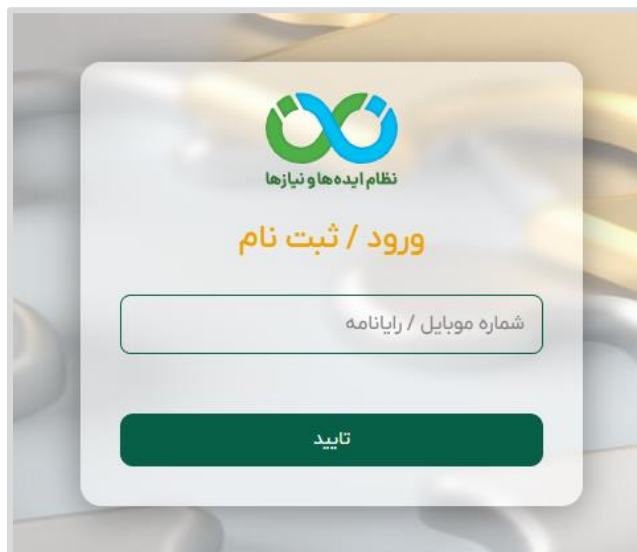 نظام ایده‌ها و نیازها
ورود / ثبت نام
شماره موبایل / رایانامه
تایید